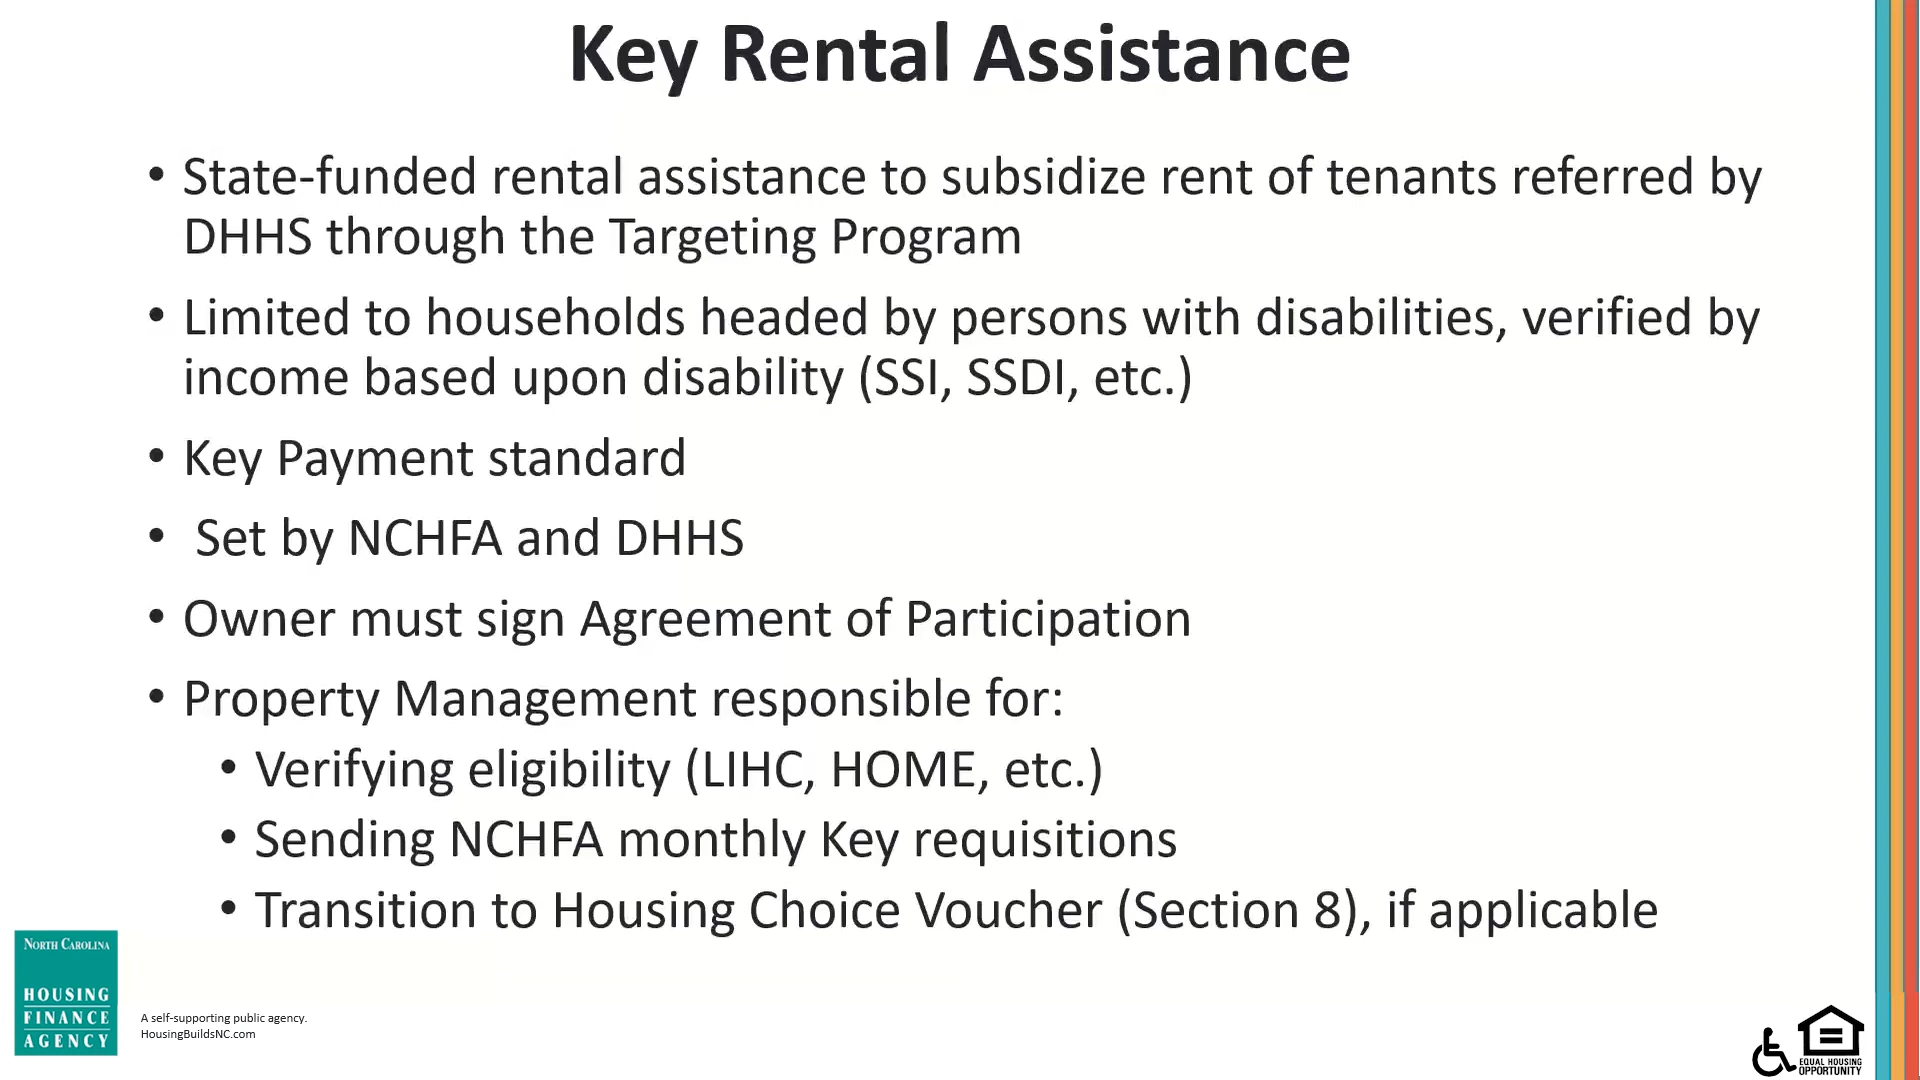 Key Rental Assistance
• State-funded rental assistance to subsidize rent of tenants referred by
DHHS through the Targeting Program
• Limited to households headed by persons with disabilities, verified by
income based upon disability (SSI, SSDI, etc.)
• Key Payment standard
• Set by NCHFA and DHHS
• Owner must sign Agreement of Participation
• Property Management responsible for:
• Verifying eligibility (LIHC, HOME, etc.)
• Sending NCHFA monthly Key requisitions
• Transition to Housing Choice Voucher (Section 8), if applicable
NORTH CAROLINA
HOUSING
FINANCE
AGENCY
A self-supporting public agency.
HousingBuildsNC.com
EQUAL HOUSING
OPPORTUNITY